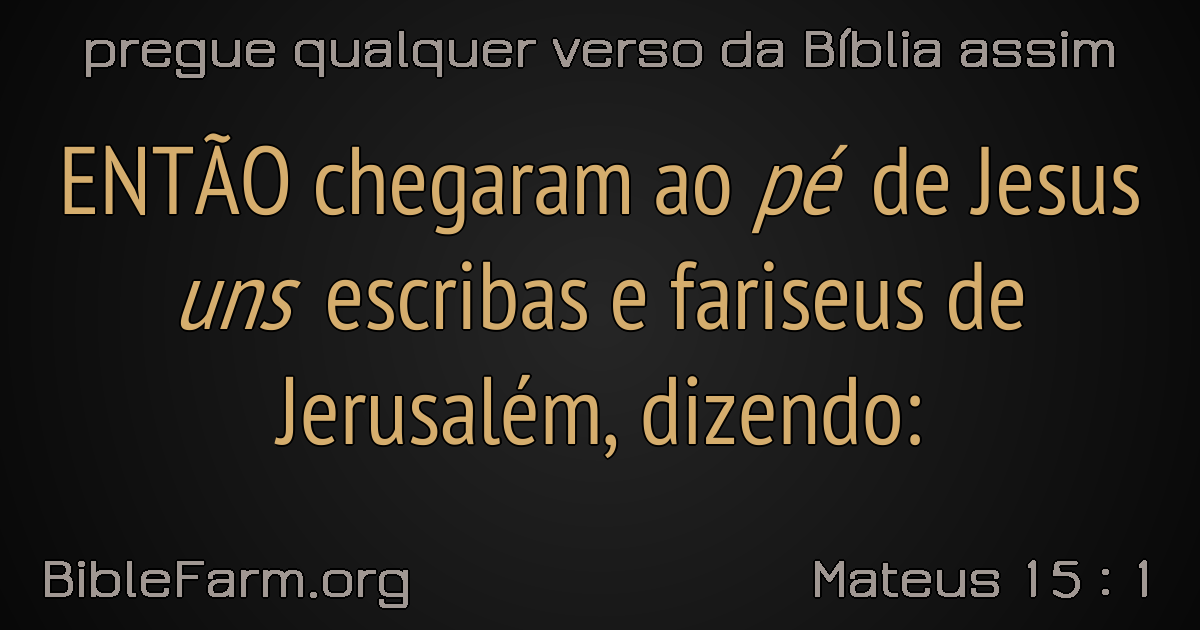 pregue qualquer verso da Bíblia assim
ENTÃO chegaram ao pé de Jesus
uns escribas e fariseus de
Jerusalém, dizendo:
BibleFarm.org
Mateus 15 : 1